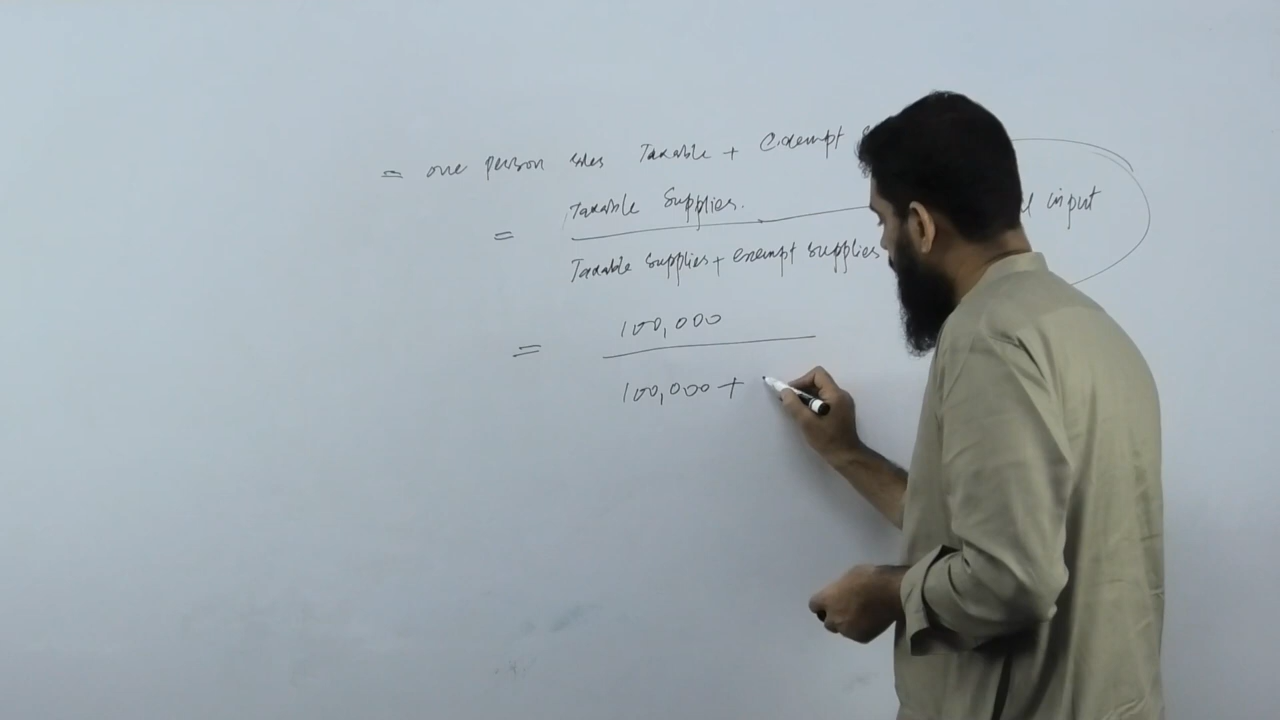 = one person sales Taxable + Exempt
= Taxable Supplies. input
Taxable Supplies + exempt supplies
= 100,000
100,000 +